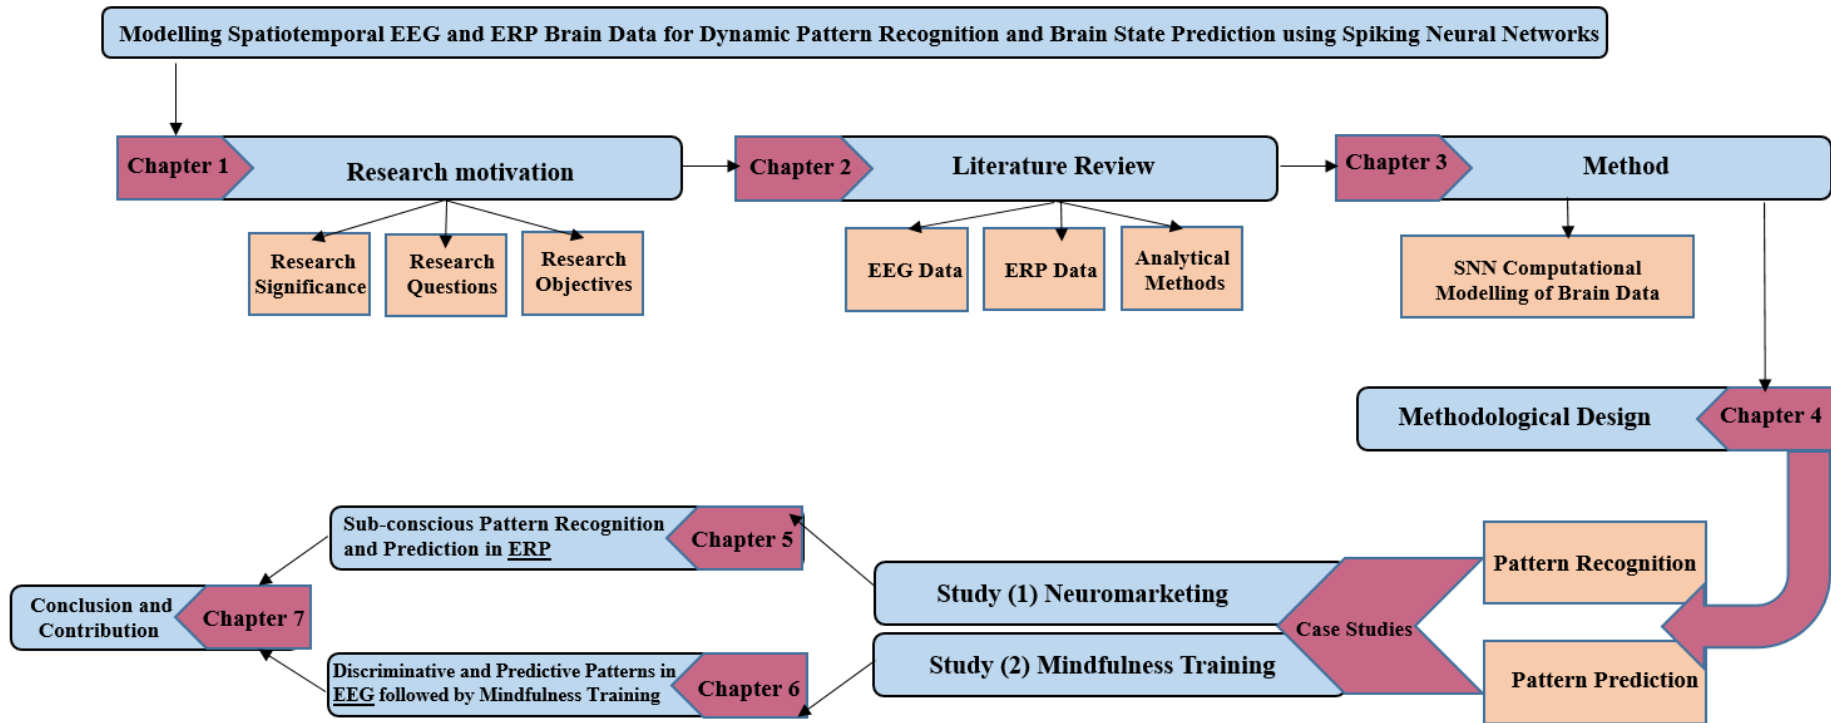 Modelling Spatiotemporal EEG and ERP Brain Data for Dynamic Pattern Recognition and Brain State Prediction using Spiking Neural Networks
Chapter 1
Research motivation
Chapter 2
Literature Review
Chapter 3
Method
Research
Significance
Research
Questions
Research
Objectives
EEG Data
ERP Data
Analytical
Methods
SNN Computational
Modelling of Brain Data
Methodological Design
Chapter 4
Pattern Recognition
Pattern Prediction
Case Studies
Study (1) Neuromarketing
Study (2) Mindfulness Training
Sub-conscious Pattern Recognition
and Prediction in ERP
Chapter 5
Discriminative and Predictive Patterns in
EEG followed by Mindfulness Training
Chapter 6
Conclusion and
Contribution
Chapter 7